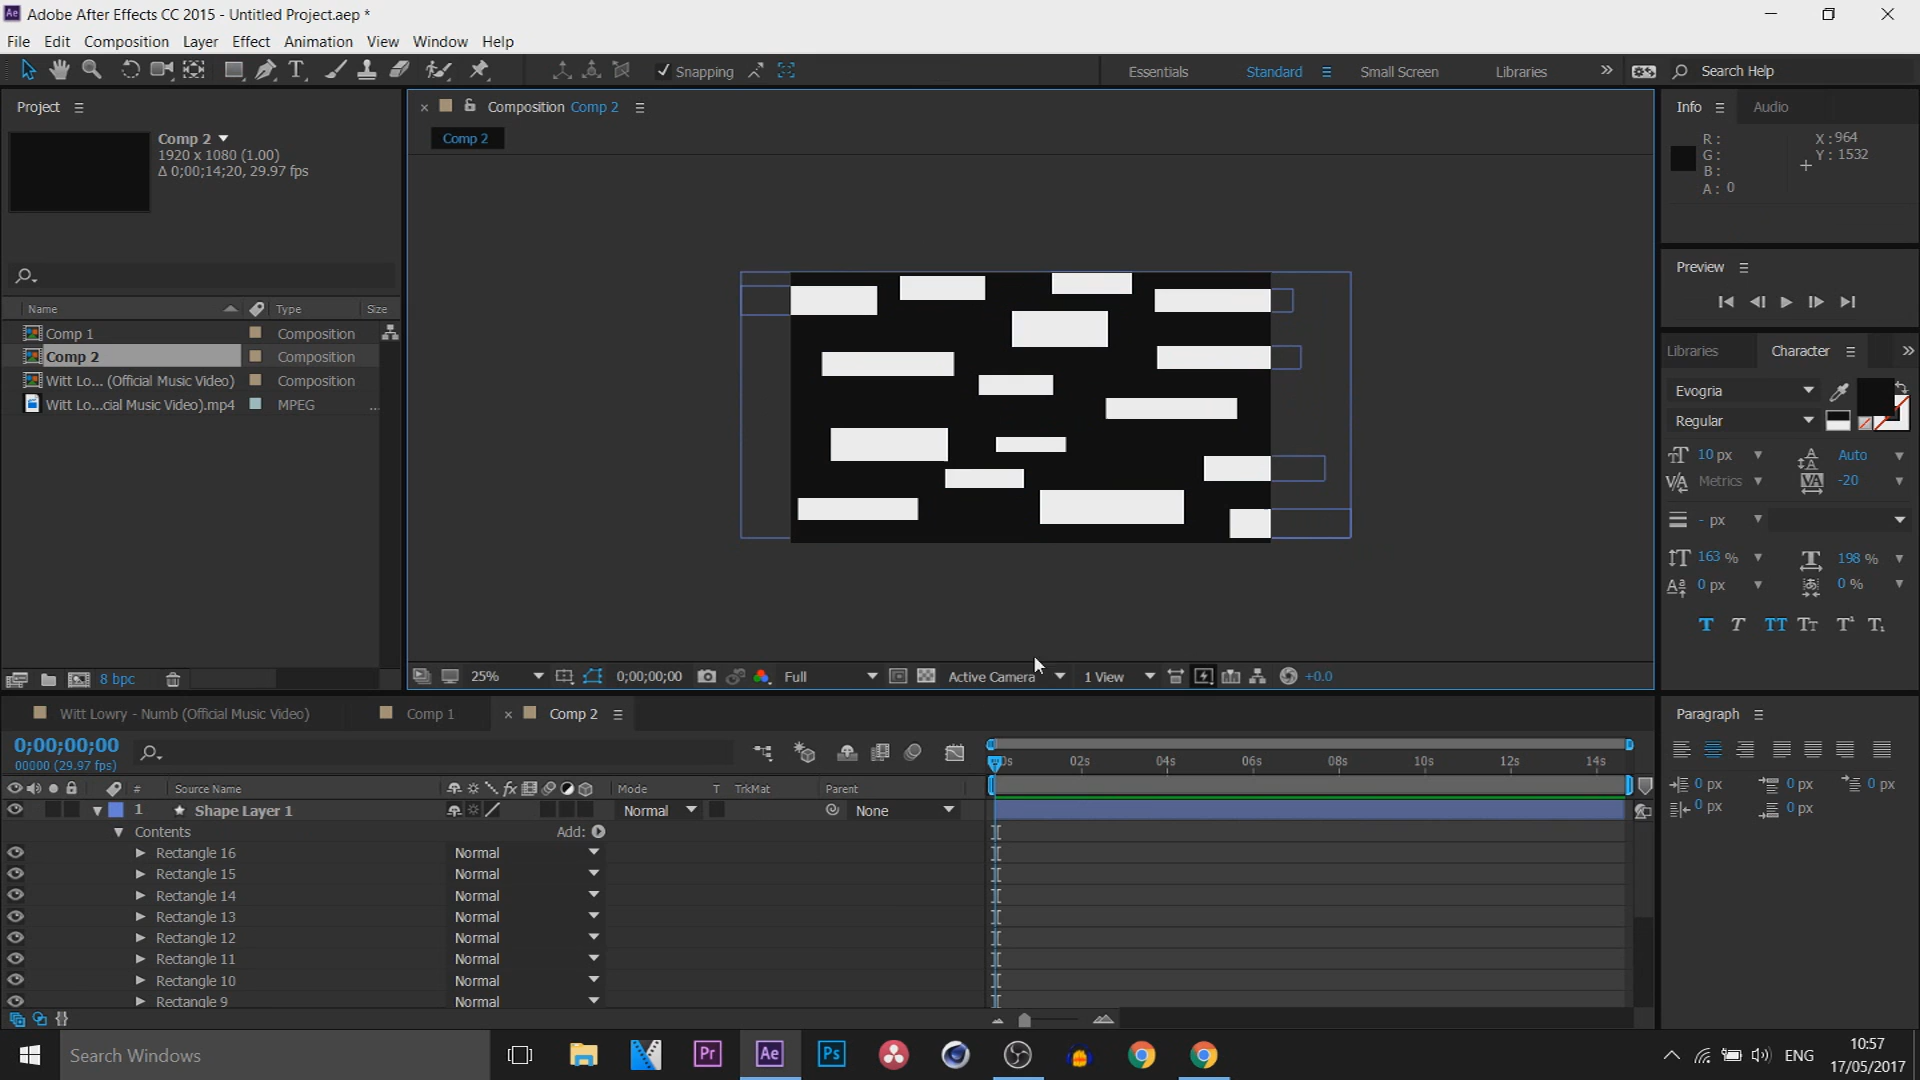 Adobe After Effects CC 2015 - Untitled Project.aep *
File Edit Composition Layer Effect Animation View Window Help
Snapping
Essentials Standard Small Screen Libraries Search Help
Project
Comp 2
1920 x 1080 (1.00)
Δ 0;00;14;20, 29.97 fps
Name Type Size
Comp 1 Composition
Comp 2 Composition
Witt Lo... (Official Music Video) Composition
Witt Lo...cial Music Video).mp4 MPEG ...
8 bpc
Composition Comp 2
Comp 2
25% 0;00;00;00 Full Active Camera 1 View +0.0
Info Audio
R :
G :
B :
A : 0
X : 964
Y : 1532
Preview
Libraries Character
Evogria
Regular
10 px Auto
Metrics -20
- px
163 % 198 %
0 px 0 %
T T TT Tт T¹ T₁
Paragraph
0 px 0 px 0 px
0 px 0 px
Witt Lowry - Numb (Official Music Video) Comp 1 Comp 2
0;00;00;00
00000 (29.97 fps)
0s 02s 04s 06s 08s 10s 12s 14s
# Source Name Mode T TrkMat Parent
1 Shape Layer 1 Normal None
Contents Add:
Rectangle 16 Normal
Rectangle 15 Normal
Rectangle 14 Normal
Rectangle 13 Normal
Rectangle 12 Normal
Rectangle 11 Normal
Rectangle 10 Normal
Rectangle 9 Normal
Search Windows
Pr Ae Ps
ENG
10:57
17/05/2017